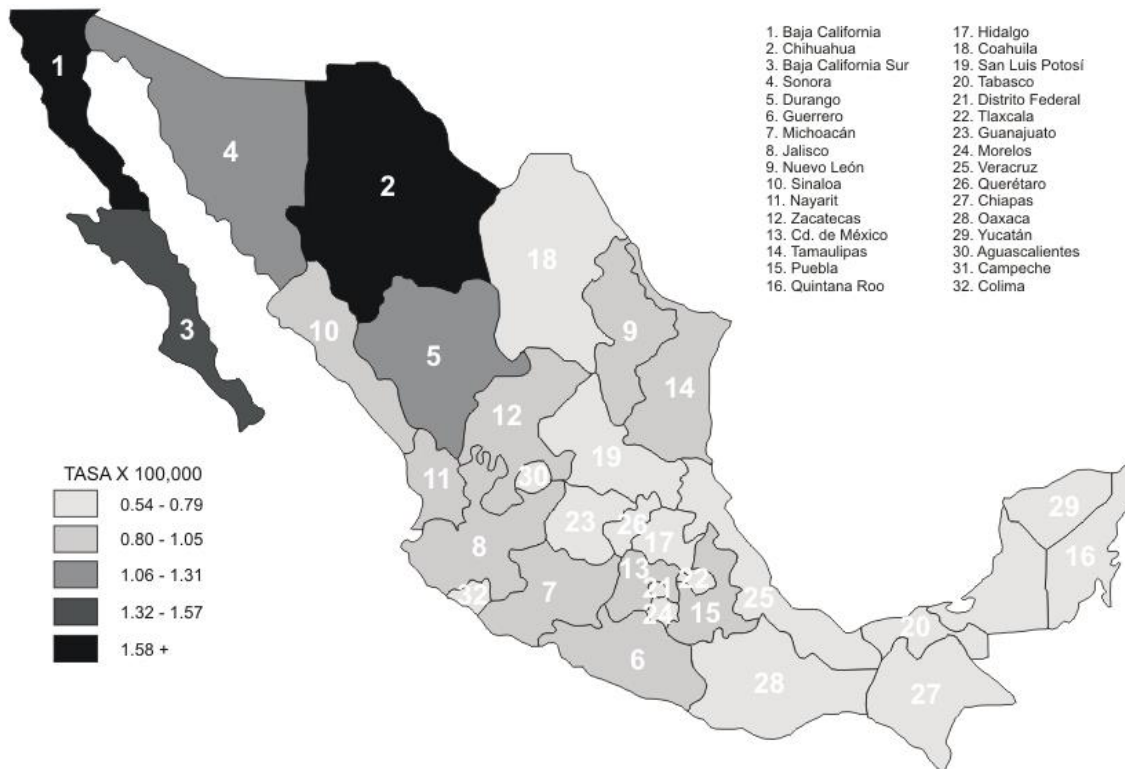 1. Baja California
2. Chihuahua
3. Baja California Sur
4. Sonora
5. Durango
6. Guerrero
7. Michoacán
8. Jalisco
9. Nuevo León
10. Sinaloa
11. Nayarit
12. Zacatecas
13. Cd. de México
14. Tamaulipas
15. Puebla
16. Quintana Roo
17. Hidalgo
18. Coahuila
19. San Luis Potosí
20. Tabasco
21. Distrito Federal
22. Tlaxcala
23. Guanajuato
24. Morelos
25. Veracruz
26. Querétaro
27. Chiapas
28. Oaxaca
29. Yucatán
30. Aguascalientes
31. Campeche
32. Colima
1
4
2
18
3
10
9
5
14
12
19
11
30
29
23
26
17
16
8
13
22
32
7
21
25
24
15
20
6
28
27
TASA X 100,000
0.54 - 0.79
0.80 - 1.05
1.06 - 1.31
1.32 - 1.57
1.58 +